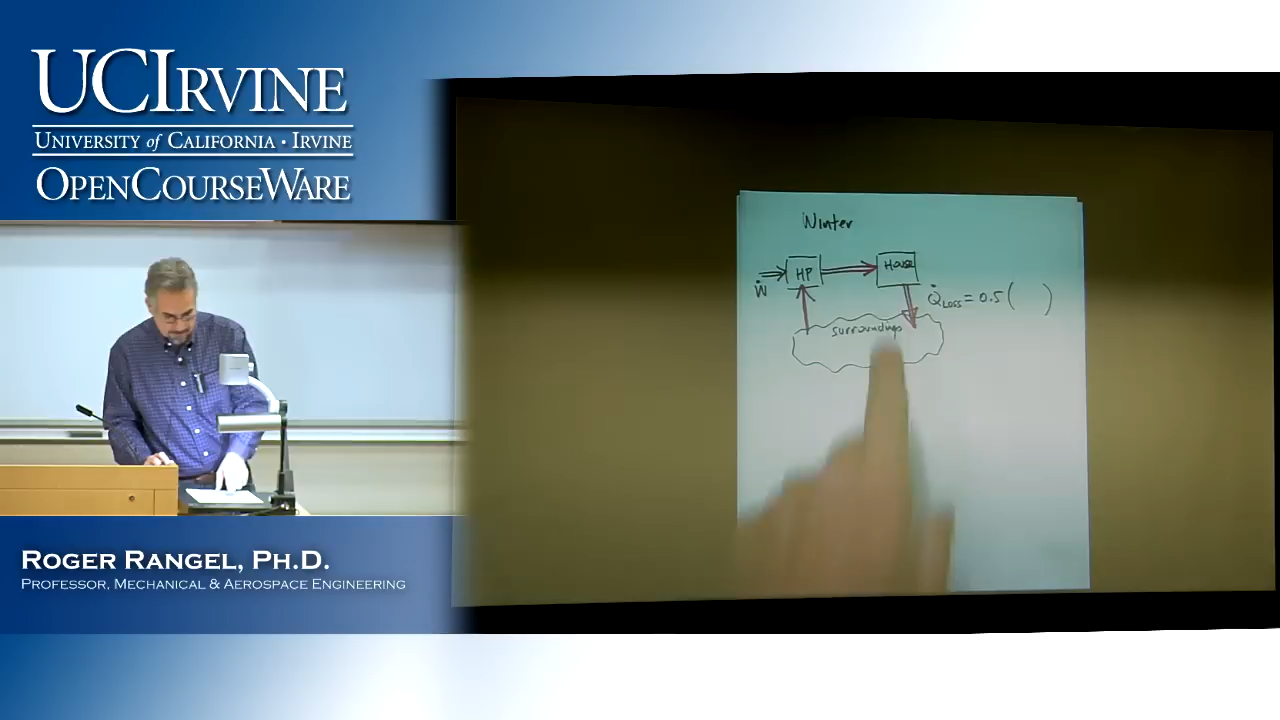 UCIRVINE
UNIVERSITY of CALIFORNIA · IRVINE
OPENCOURSEWARE
Winter
Ẇ HP HOUSE
Q̇LOSS = 0.5 ( )
surroundings
ROGER RANGEL, PH.D.
PROFESSOR, MECHANICAL & AEROSPACE ENGINEERING